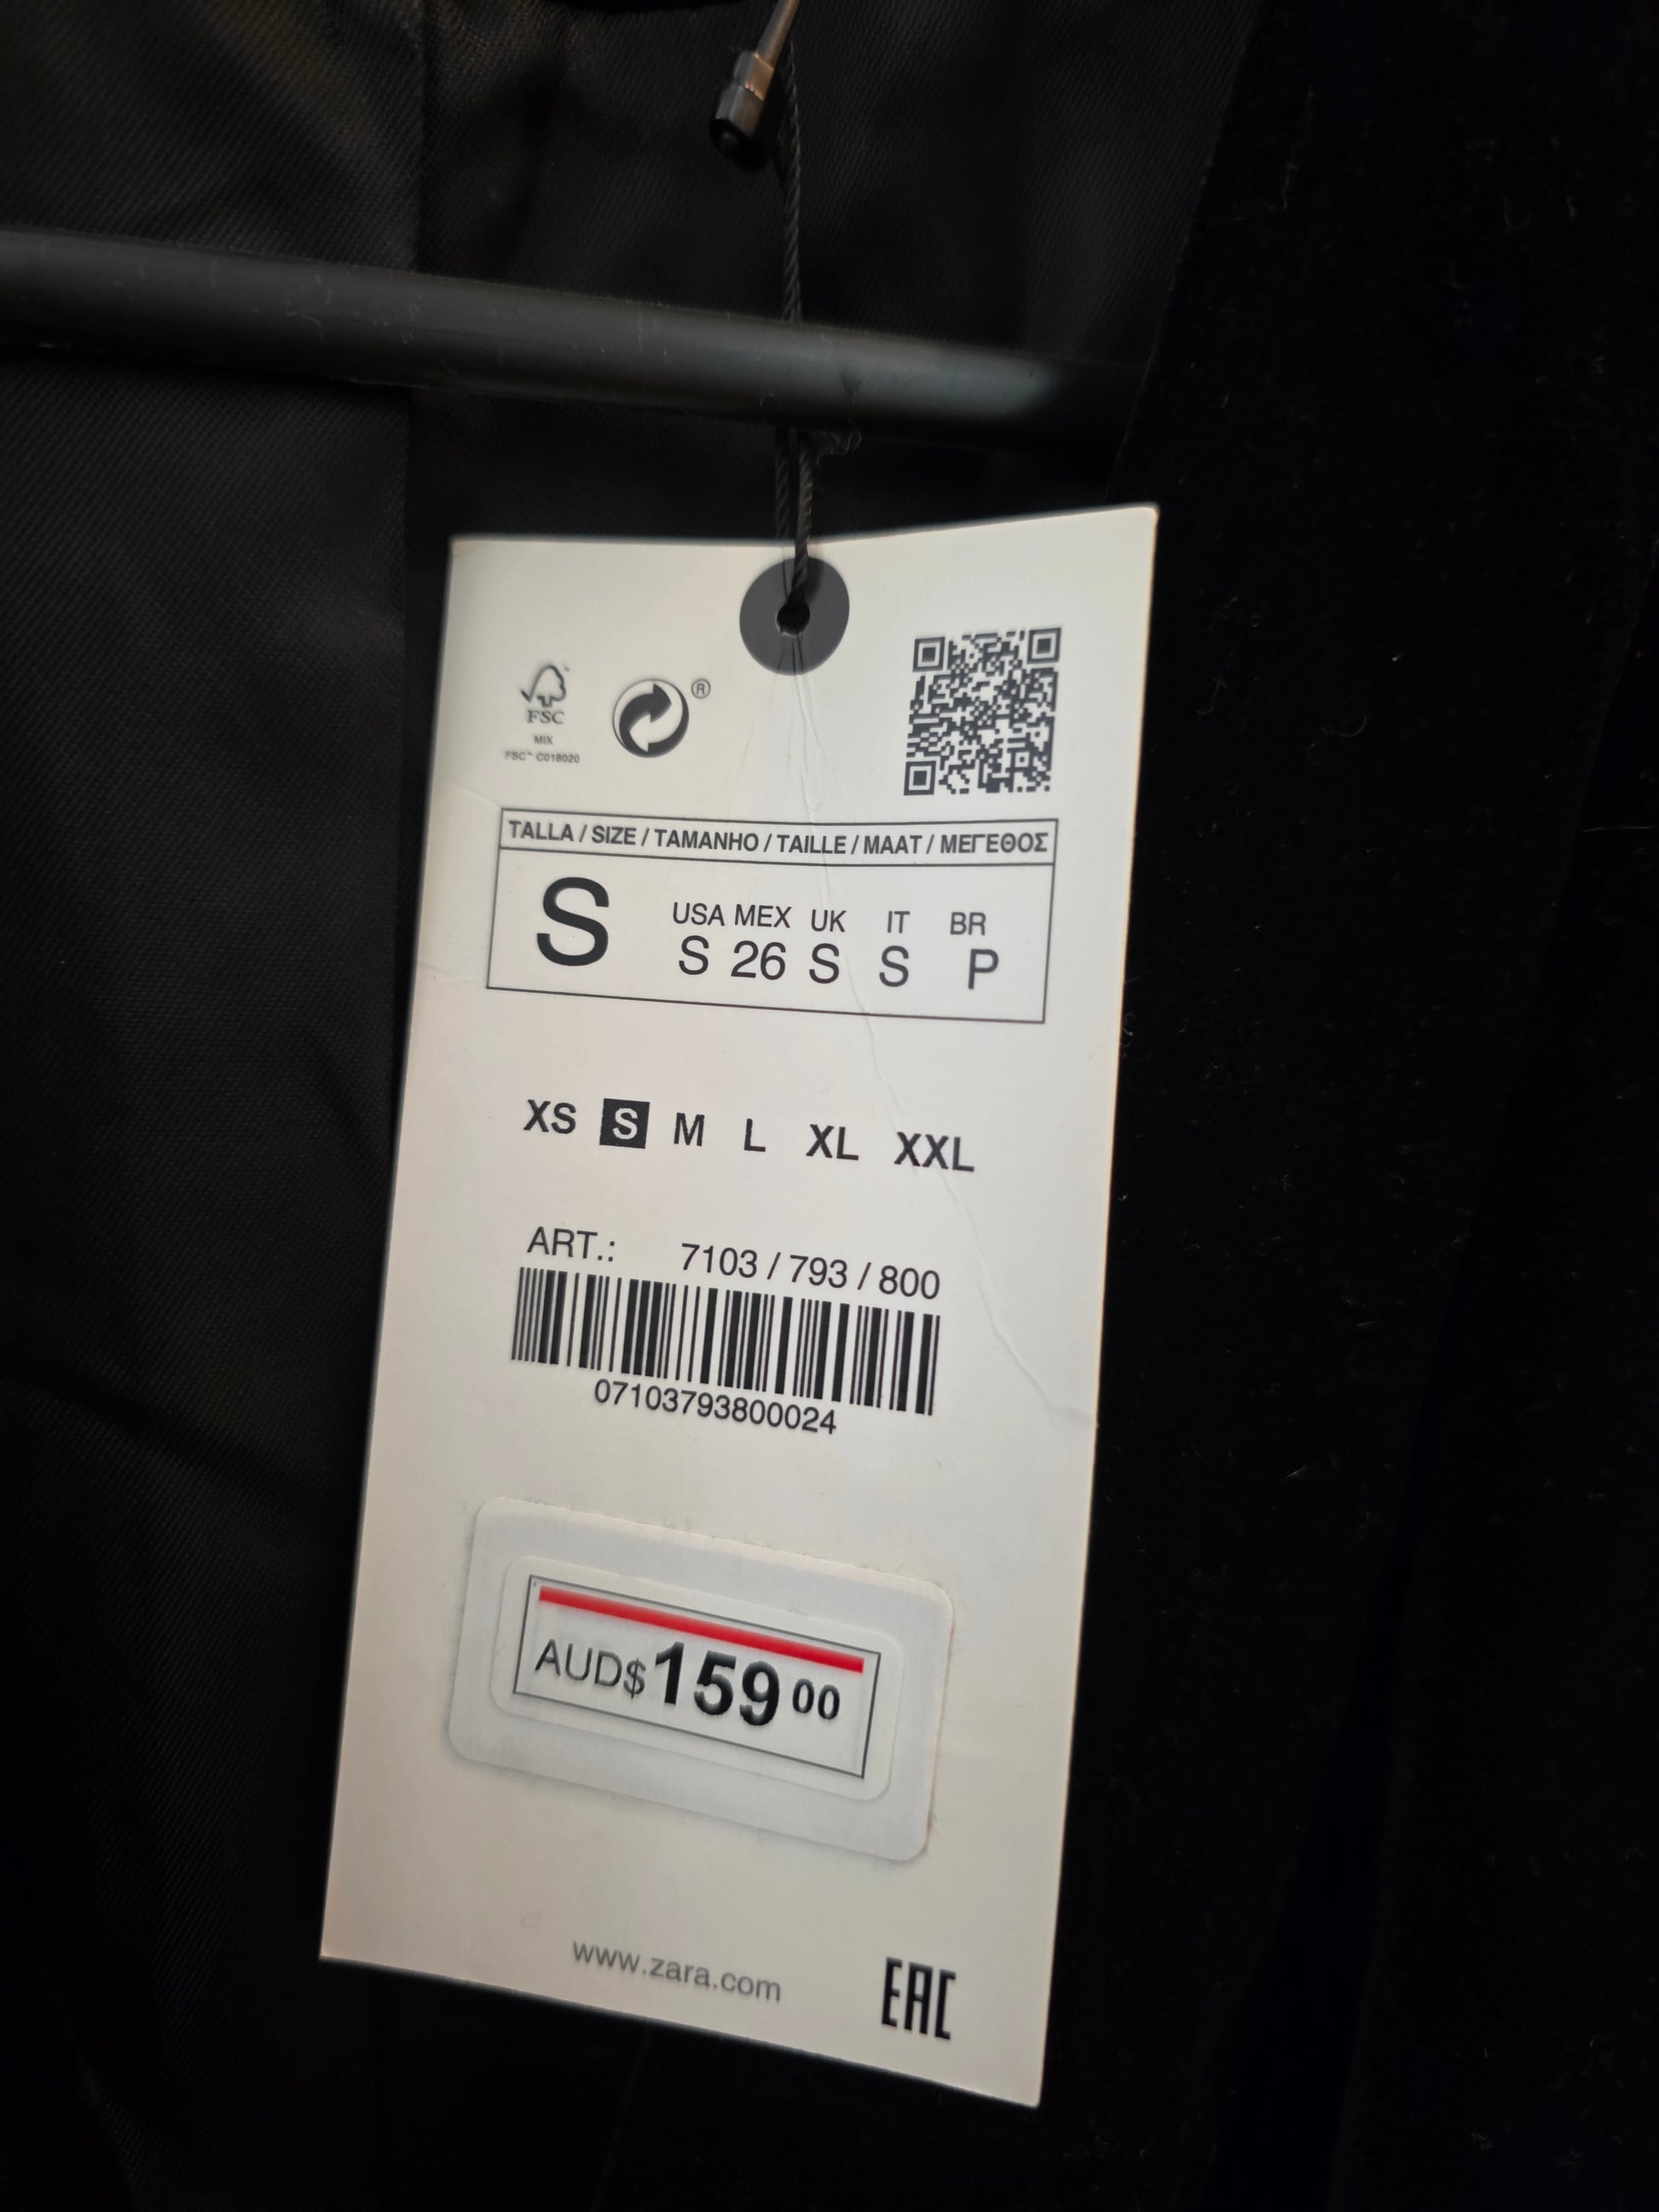 FSC
MIX
FSC™ C018020
®
TALLA / SIZE / TAMANHO / TAILLE / MAAT / ΜΕΓΕΘΟΣ
S
USA MEX UK IT BR
S 26 S S P
XS S M L XL XXL
ART.: 7103 / 793 / 800
07103793800024
AUD$159 00
www.zara.com
EAC